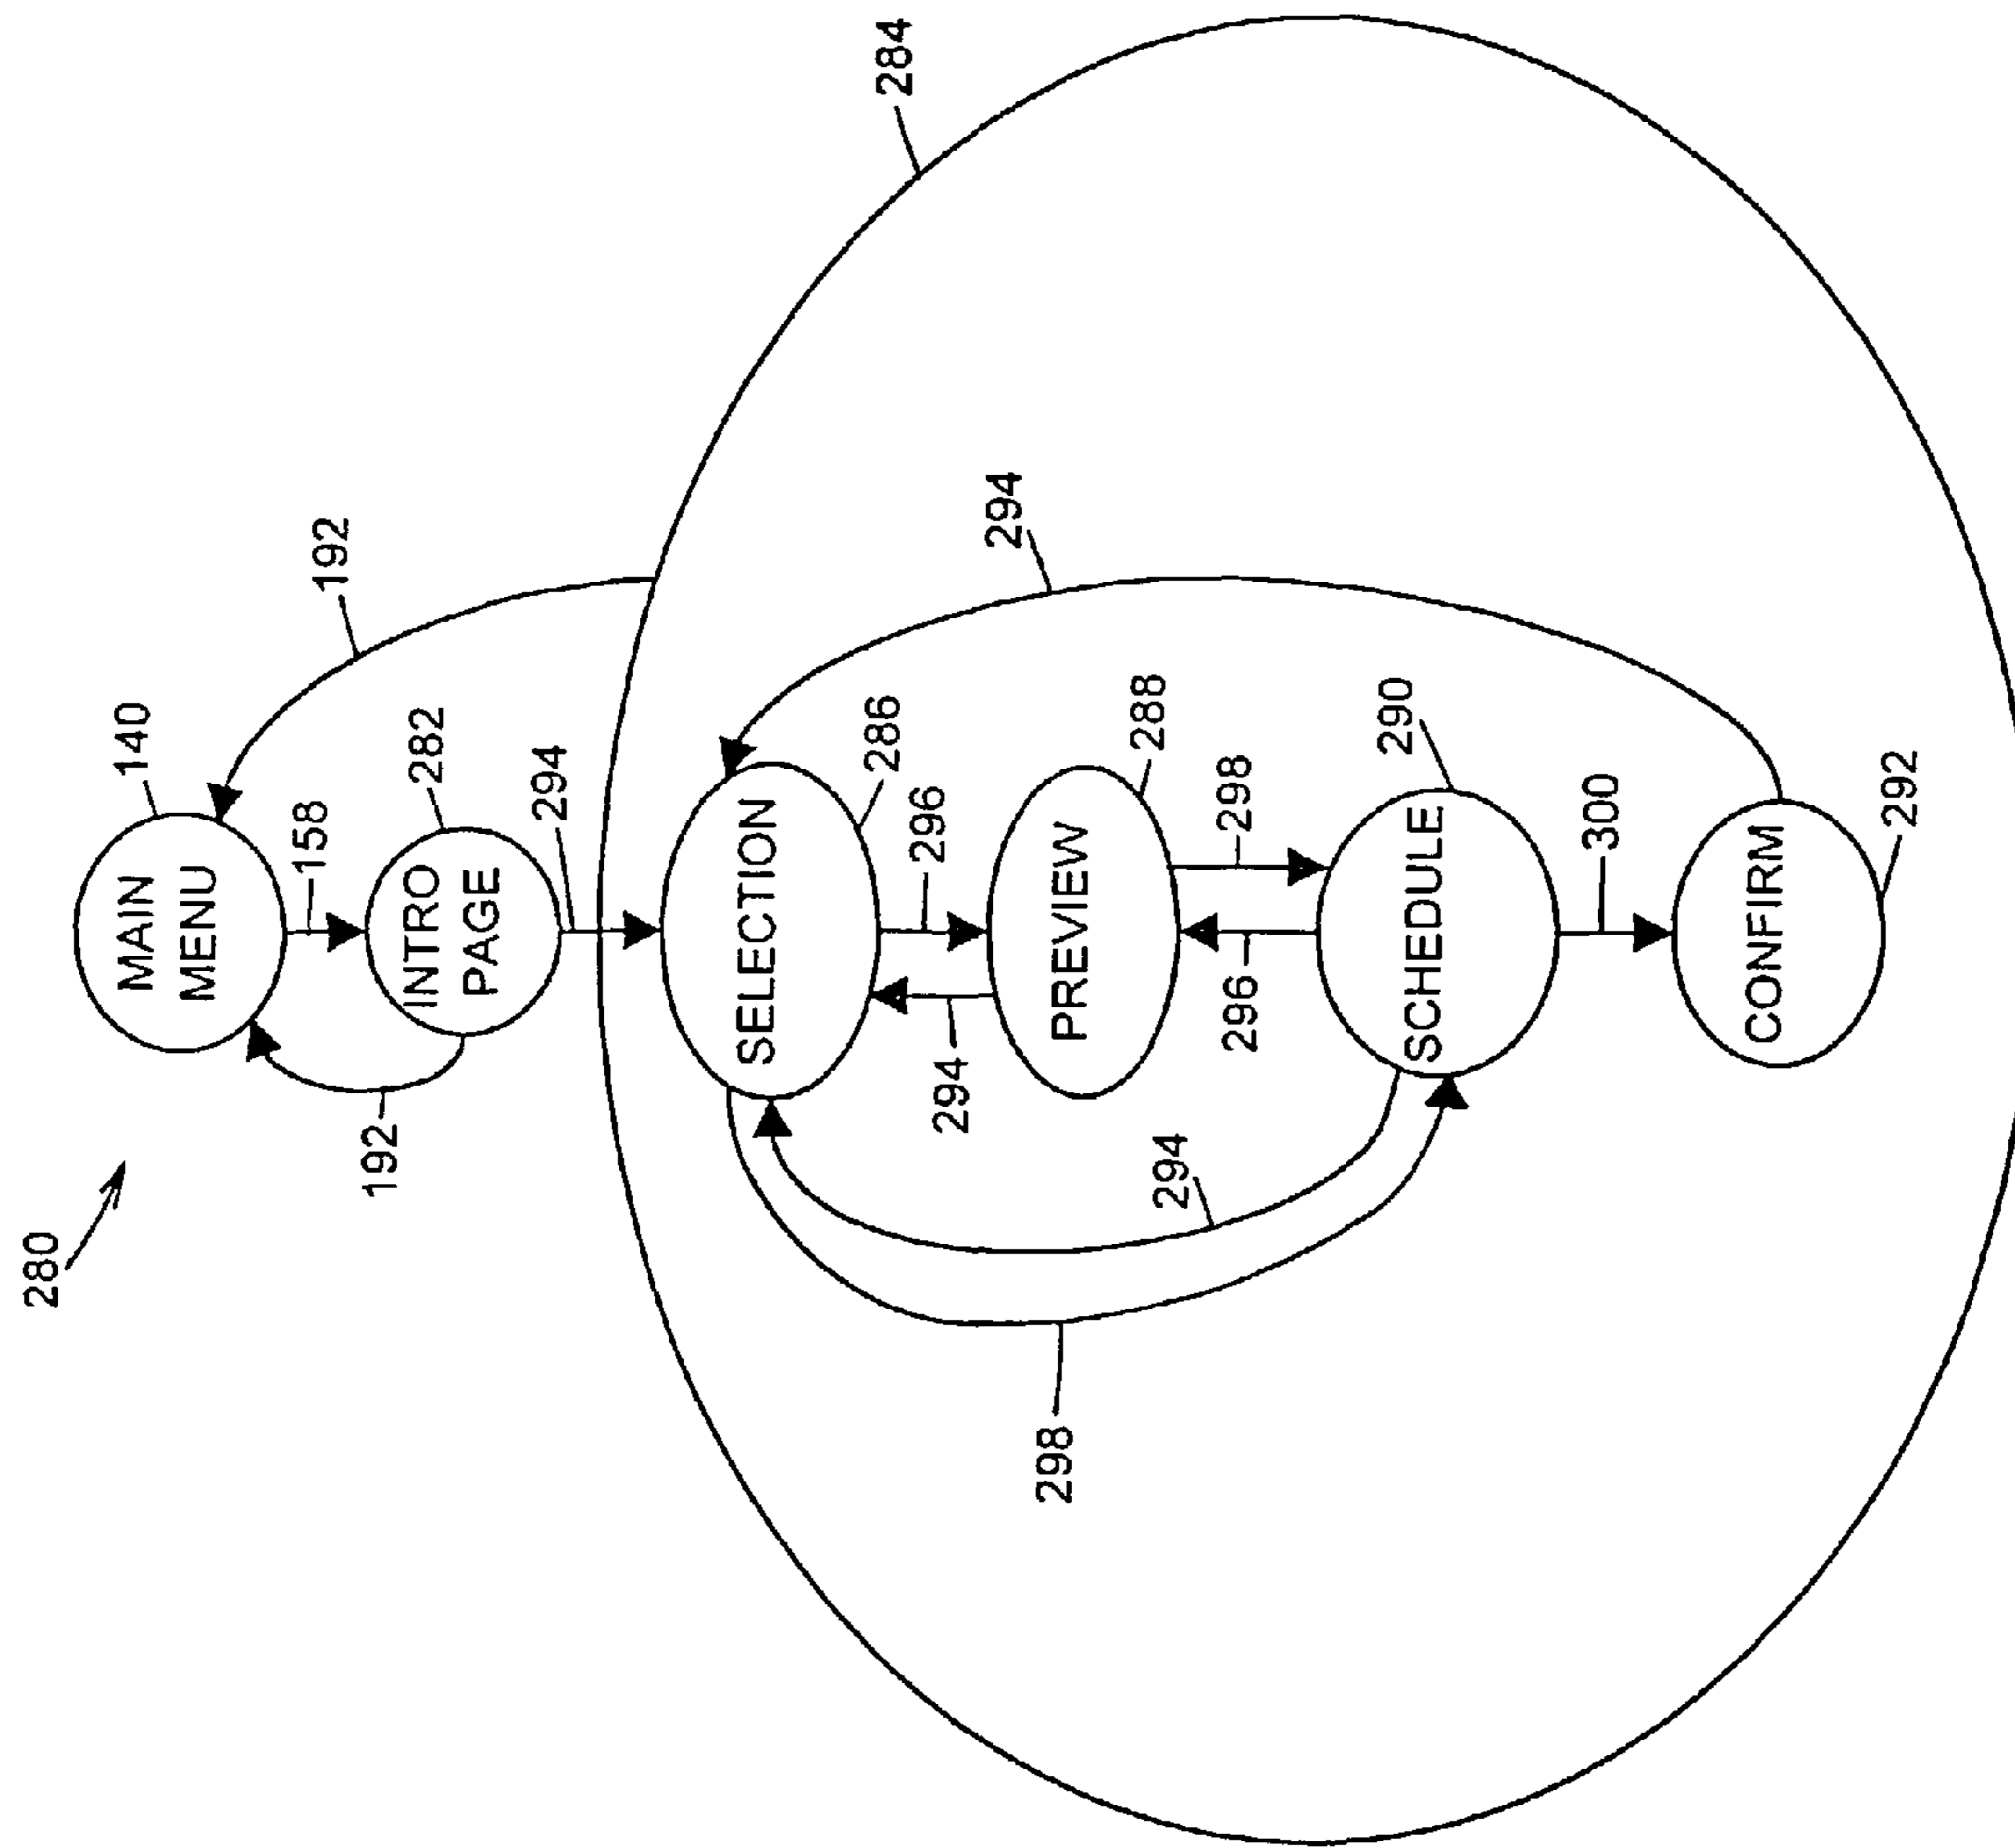 280
MAIN
MENU
140
192
158
INTRO
PAGE
282
192
294
284
SELECTION
286
294
296
294
PREVIEW
288
298
296
298
294
SCHEDULE
290
300
CONFIRM
292